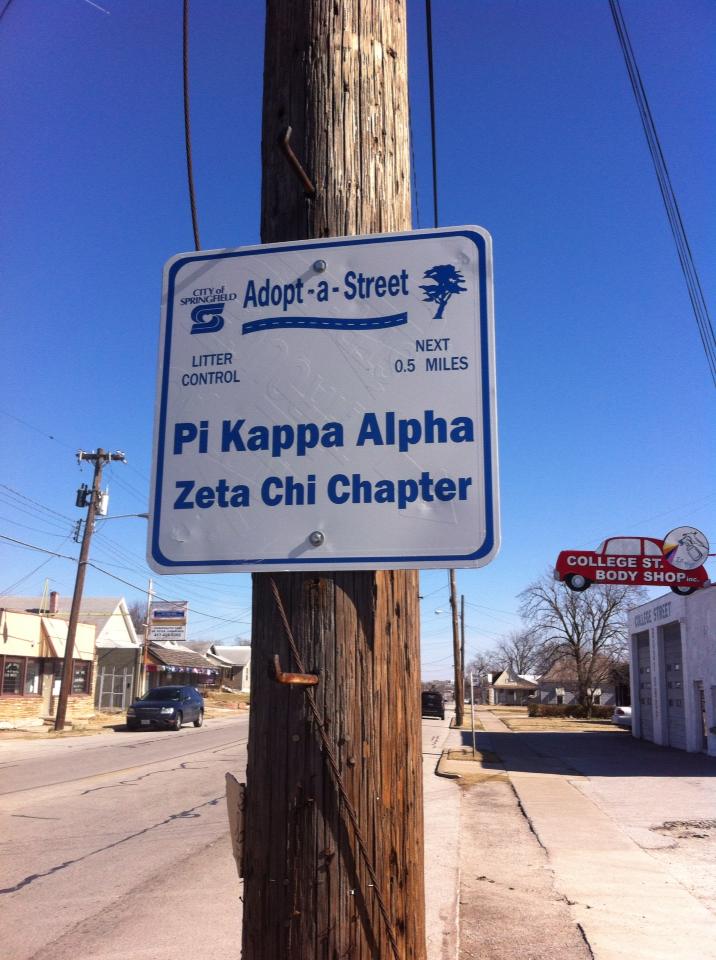 CITY of
SPRINGFIELD
Adopt-a-Street
LITTER
CONTROL
NEXT
0.5 MILES
Pi Kappa Alpha
Zeta Chi Chapter
COLLEGE ST.
BODY SHOP inc.
COLLEGE STREET